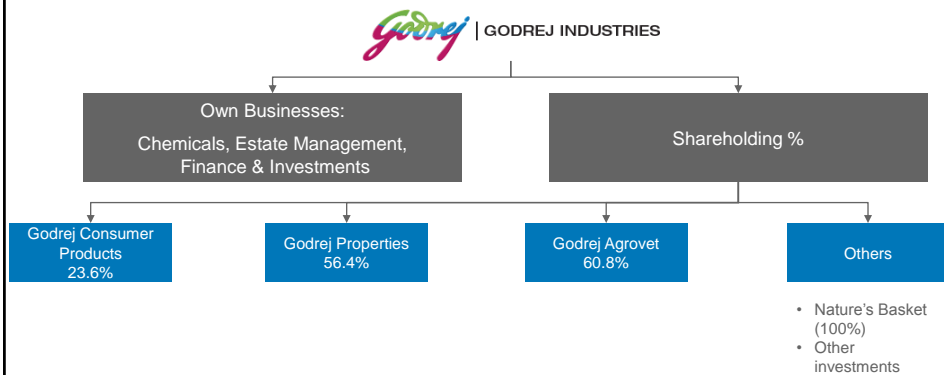 Godrej | GODREJ INDUSTRIES
Own Businesses:
Chemicals, Estate Management,
Finance & Investments
Shareholding %
Godrej Consumer
Products
23.6%
Godrej Properties
56.4%
Godrej Agrovet
60.8%
Others
• Nature's Basket
(100%)
• Other
investments